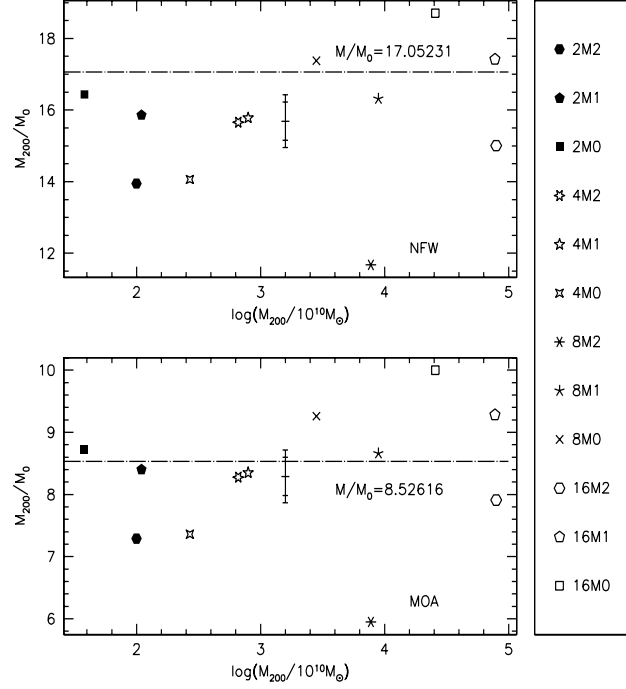 18
16
14
12
M₂₀₀/M₀
M/M₀=17.05231
NFW
2 3 4 5
log(M₂₀₀/10¹⁰M☉)
10
9
8
7
6
M₂₀₀/M₀
M/M₀=8.52616
MOA
2 3 4 5
log(M₂₀₀/10¹⁰M☉)
2M2
2M1
2M0
4M2
4M1
4M0
8M2
8M1
8M0
16M2
16M1
16M0